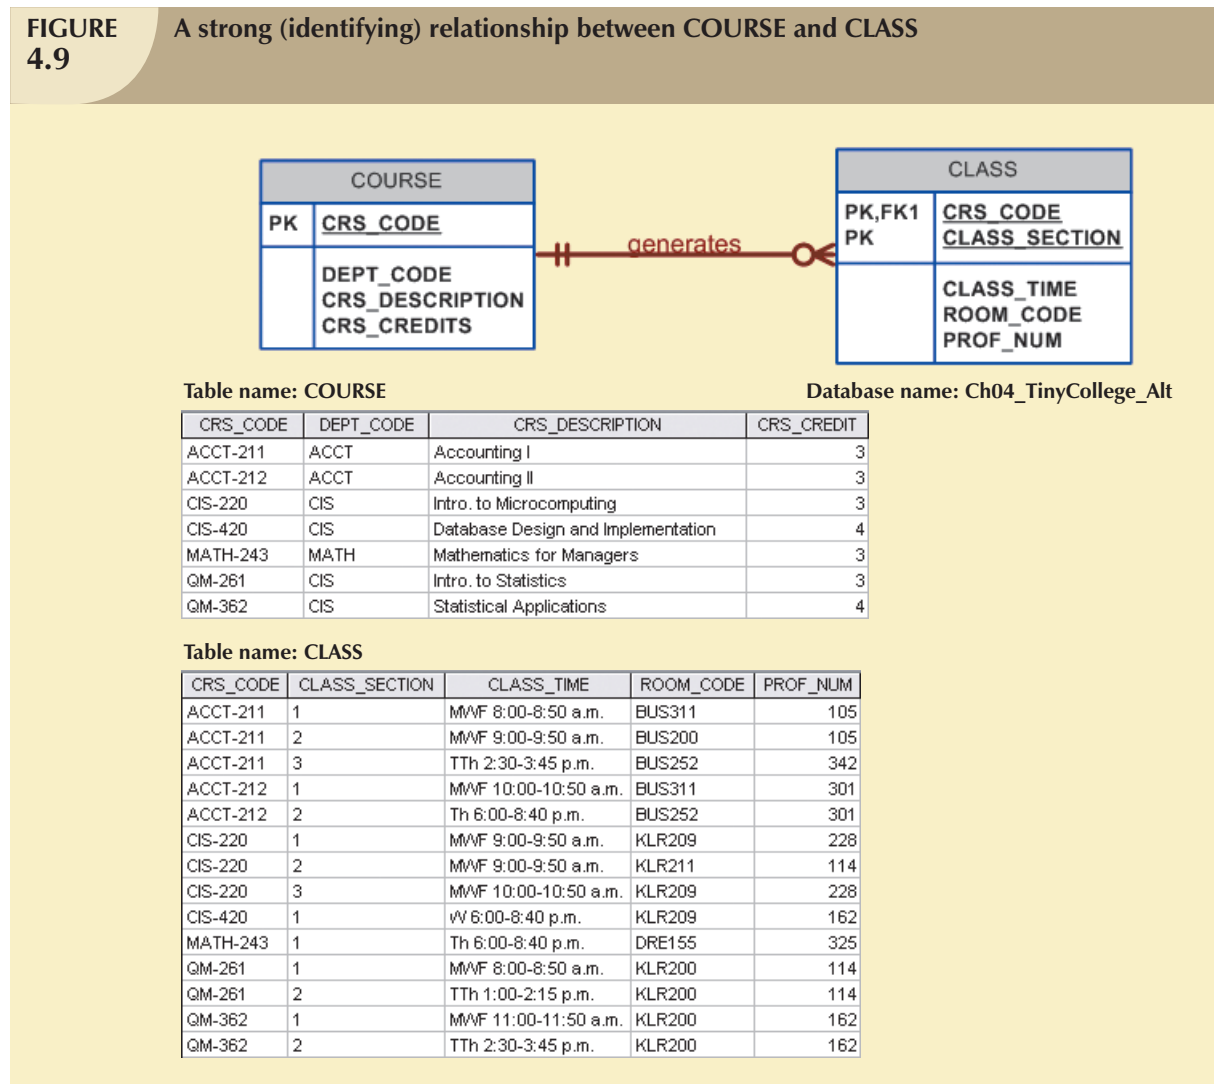 FIGURE 4.9
A strong (identifying) relationship between COURSE and CLASS
COURSE
PK CRS_CODE
DEPT_CODE
CRS_DESCRIPTION
CRS_CREDITS
generates
CLASS
PK,FK1 CRS_CODE
PK CLASS_SECTION
CLASS_TIME
ROOM_CODE
PROF_NUM
Table name: COURSE
Database name: Ch04_TinyCollege_Alt
CRS_CODE DEPT_CODE CRS_DESCRIPTION CRS_CREDIT
ACCT-211 ACCT Accounting I 3
ACCT-212 ACCT Accounting II 3
CIS-220 CIS Intro. to Microcomputing 3
CIS-420 CIS Database Design and Implementation 4
MATH-243 MATH Mathematics for Managers 3
QM-261 CIS Intro. to Statistics 3
QM-362 CIS Statistical Applications 4
Table name: CLASS
CRS_CODE CLASS_SECTION CLASS_TIME ROOM_CODE PROF_NUM
ACCT-211 1 MWF 8:00-8:50 a.m. BUS311 105
ACCT-211 2 MWF 9:00-9:50 a.m. BUS200 105
ACCT-211 3 TTh 2:30-3:45 p.m. BUS252 342
ACCT-212 1 MWF 10:00-10:50 a.m. BUS311 301
ACCT-212 2 Th 6:00-8:40 p.m. BUS252 301
CIS-220 1 MWF 9:00-9:50 a.m. KLR209 228
CIS-220 2 MWF 9:00-9:50 a.m. KLR211 114
CIS-220 3 MWF 10:00-10:50 a.m. KLR209 228
CIS-420 1 W 6:00-8:40 p.m. KLR209 162
MATH-243 1 Th 6:00-8:40 p.m. DRE155 325
QM-261 1 MWF 8:00-8:50 a.m. KLR200 114
QM-261 2 TTh 1:00-2:15 p.m. KLR200 114
QM-362 1 MWF 11:00-11:50 a.m. KLR200 162
QM-362 2 TTh 2:30-3:45 p.m. KLR200 162